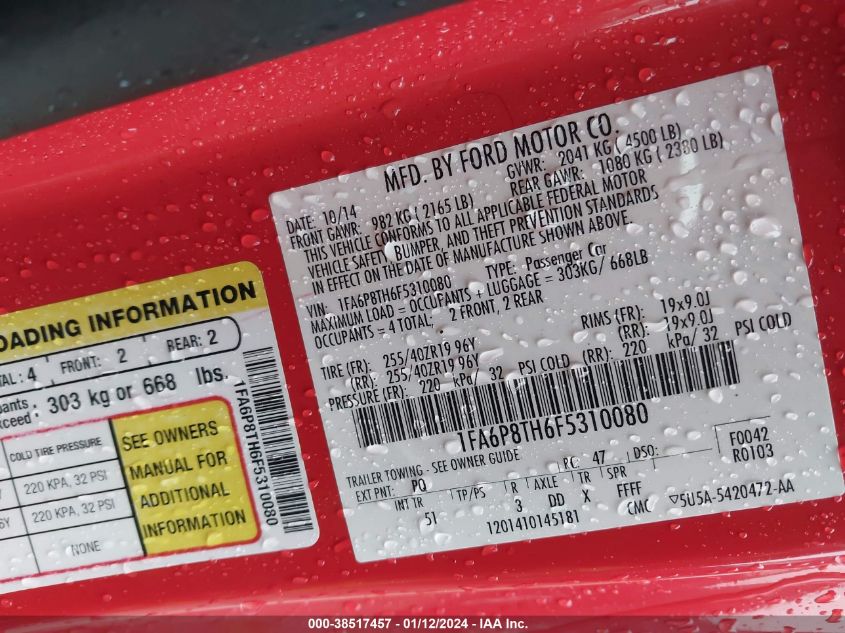 MFD. BY FORD MOTOR CO.
DATE: 10/14 GVWR: 2041 KG ( 4500 LB)
FRONT GAWR: 982 KG ( 2165 LB) REAR GAWR: 1080 KG ( 2380 LB)
THIS VEHICLE CONFORMS TO ALL APPLICABLE FEDERAL MOTOR
VEHICLE SAFETY, BUMPER, AND THEFT PREVENTION STANDARDS
IN EFFECT ON THE DATE OF MANUFACTURE SHOWN ABOVE.
VIN: 1FA6P8TH6F5310080 TYPE: Passenger Car
MAXIMUM LOAD = OCCUPANTS + LUGGAGE = 303KG/ 668LB
OCCUPANTS = 4 TOTAL; 2 FRONT, 2 REAR
TIRE (FR): 255/40ZR19 96Y RIMS (FR): 19x9.0J
(RR): 255/40ZR19 96Y (RR): 19x9.0J
PRESSURE (FR): 220 kPa/ 32 PSI COLD (RR): 220 kPa/ 32 PSI COLD
1FA6P8TH6F5310080
TRAILER TOWING - SEE OWNER GUIDE RC: 47 DSO: F0042
EXT PNT: PQ R0103
INT TR TP/PS R AXLE TR SPR
51 3 DD X FFFF
1201410145181 CMC ▽5U5A-5420472-AA
OADING INFORMATION
TAL: 4 FRONT: 2 REAR: 2
pants
xceed: 303 kg or 668 lbs.
COLD TIRE PRESSURE
220 KPA, 32 PSI
6Y 220 KPA, 32 PSI
NONE
SEE OWNERS
MANUAL FOR
ADDITIONAL
INFORMATION
1FA6P8TH6F5310080
000-38517457 - 01/12/2024 - IAA Inc.